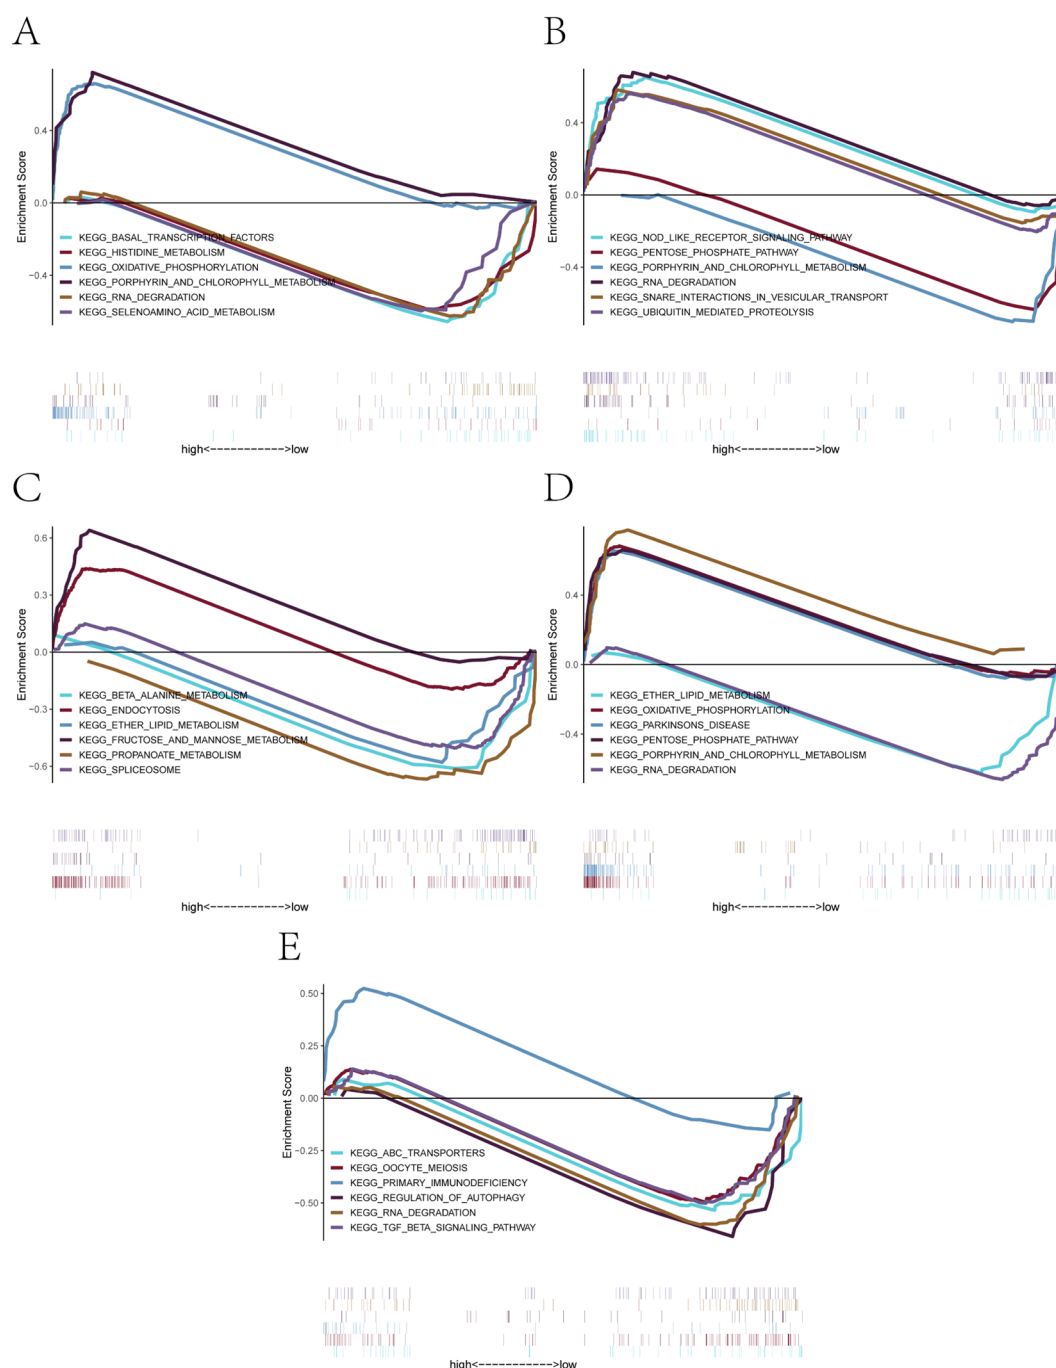 A
Enrichment Score
0.4
0.0
−0.4
KEGG_BASAL_TRANSCRIPTION_FACTORS
KEGG_HISTIDINE_METABOLISM
KEGG_OXIDATIVE_PHOSPHORYLATION
KEGG_PORPHYRIN_AND_CHLOROPHYLL_METABOLISM
KEGG_RNA_DEGRADATION
KEGG_SELENOAMINO_ACID_METABOLISM
high<----------->low
B
Enrichment Score
0.4
0.0
−0.4
KEGG_NOD_LIKE_RECEPTOR_SIGNALING_PATHWAY
KEGG_PENTOSE_PHOSPHATE_PATHWAY
KEGG_PORPHYRIN_AND_CHLOROPHYLL_METABOLISM
KEGG_RNA_DEGRADATION
KEGG_SNARE_INTERACTIONS_IN_VESICULAR_TRANSPORT
KEGG_UBIQUITIN_MEDIATED_PROTEOLYSIS
high<----------->low
C
Enrichment Score
0.6
0.3
0.0
−0.3
−0.6
KEGG_BETA_ALANINE_METABOLISM
KEGG_ENDOCYTOSIS
KEGG_ETHER_LIPID_METABOLISM
KEGG_FRUCTOSE_AND_MANNOSE_METABOLISM
KEGG_PROPANOATE_METABOLISM
KEGG_SPLICEOSOME
high<----------->low
D
Enrichment Score
0.4
0.0
−0.4
KEGG_ETHER_LIPID_METABOLISM
KEGG_OXIDATIVE_PHOSPHORYLATION
KEGG_PARKINSONS_DISEASE
KEGG_PENTOSE_PHOSPHATE_PATHWAY
KEGG_PORPHYRIN_AND_CHLOROPHYLL_METABOLISM
KEGG_RNA_DEGRADATION
high<----------->low
E
Enrichment Score
0.50
0.25
0.00
−0.25
−0.50
KEGG_ABC_TRANSPORTERS
KEGG_OOCYTE_MEIOSIS
KEGG_PRIMARY_IMMUNODEFICIENCY
KEGG_REGULATION_OF_AUTOPHAGY
KEGG_RNA_DEGRADATION
KEGG_TGF_BETA_SIGNALING_PATHWAY
high<----------->low